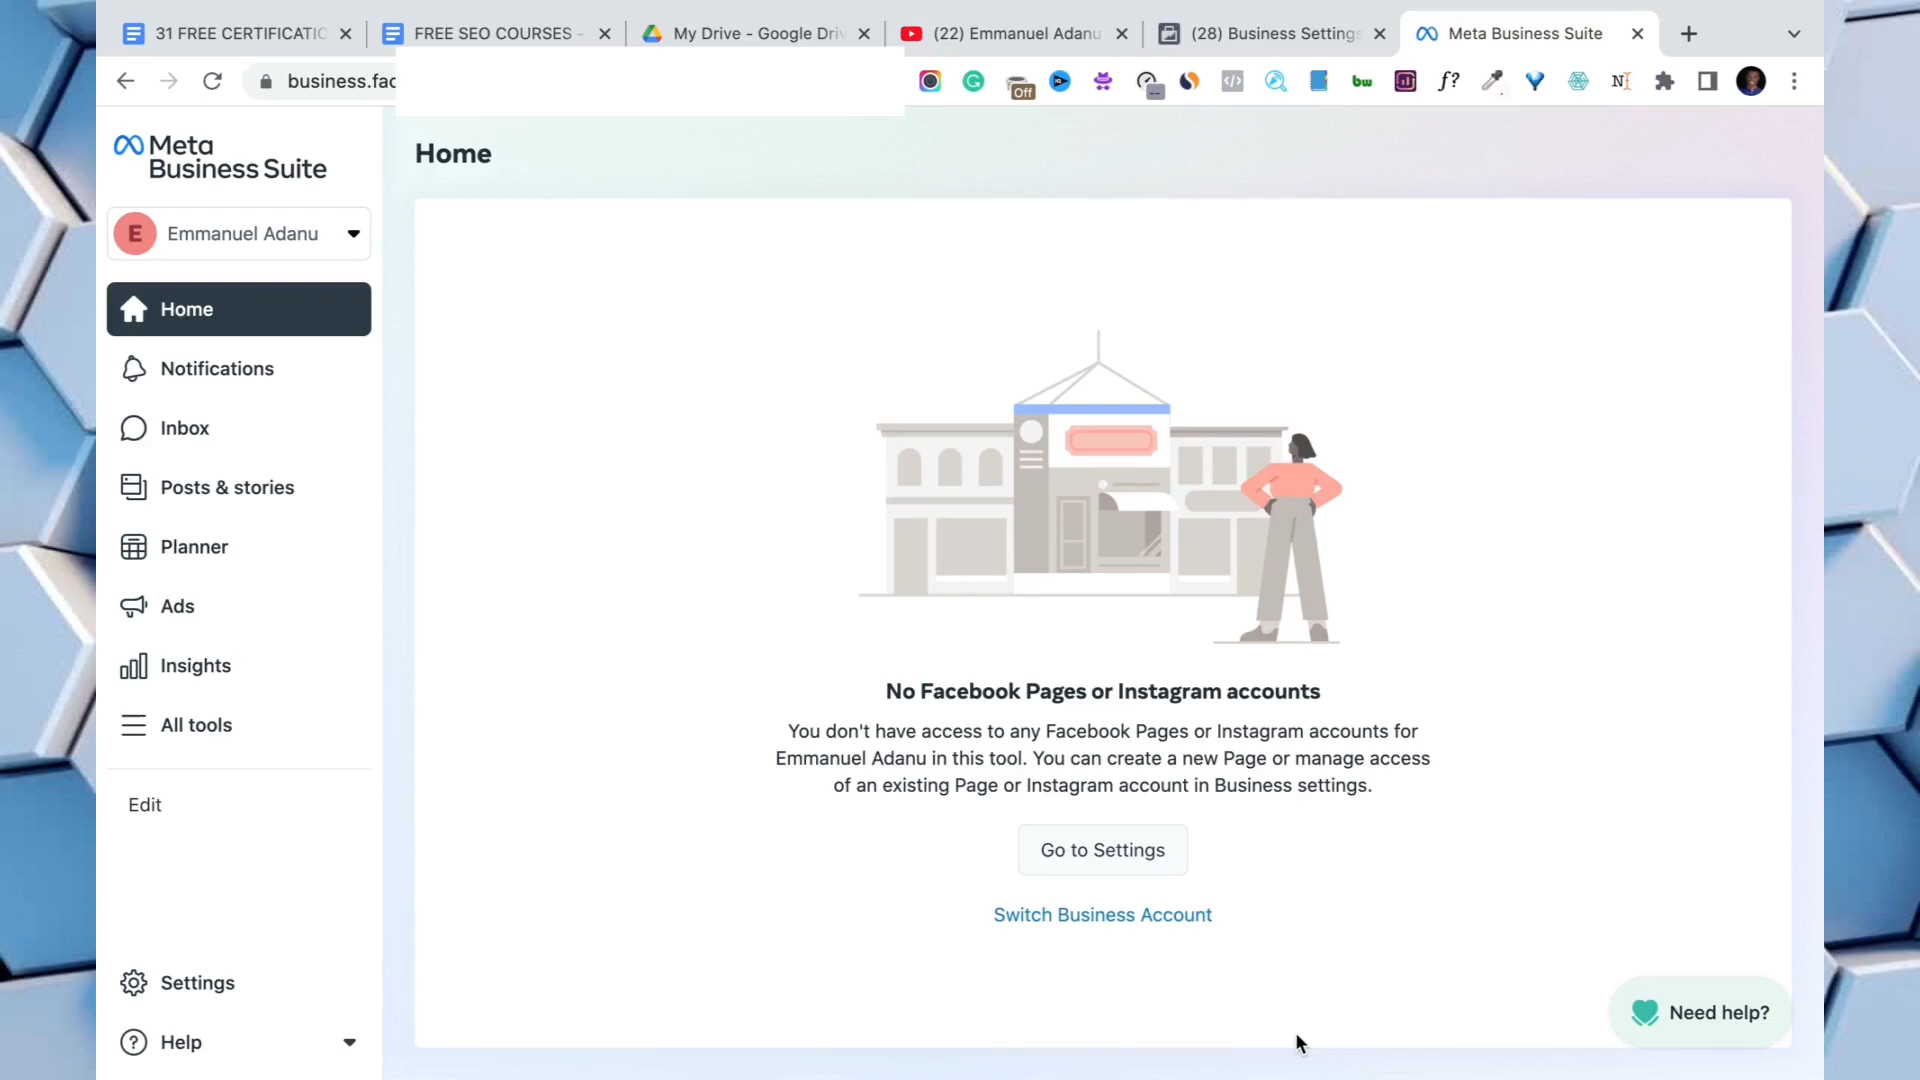 31 FREE CERTIFICATIC
FREE SEO COURSES -
My Drive - Google Driv
(22) Emmanuel Adanu
(28) Business Settings
Meta Business Suite
business.fac
Off
bw
f?
N
Meta
Business Suite
E
Emmanuel Adanu
Home
Notifications
Inbox
Posts & stories
Planner
Ads
Insights
All tools
Edit
Settings
Help
Home
No Facebook Pages or Instagram accounts
You don't have access to any Facebook Pages or Instagram accounts for
Emmanuel Adanu in this tool. You can create a new Page or manage access
of an existing Page or Instagram account in Business settings.
Go to Settings
Switch Business Account
Need help?